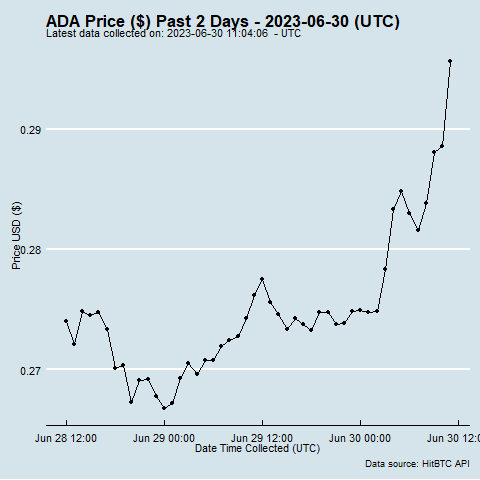 ADA Price ($) Past 2 Days - 2023-06-30 (UTC)
Latest data collected on: 2023-06-30 11:04:06 - UTC
0.29
0.28
0.27
Price USD ($)
Jun 28 12:00 Jun 29 00:00 Jun 29 12:00 Jun 30 00:00 Jun 30 12:00
Date Time Collected (UTC)
Data source: HitBTC API